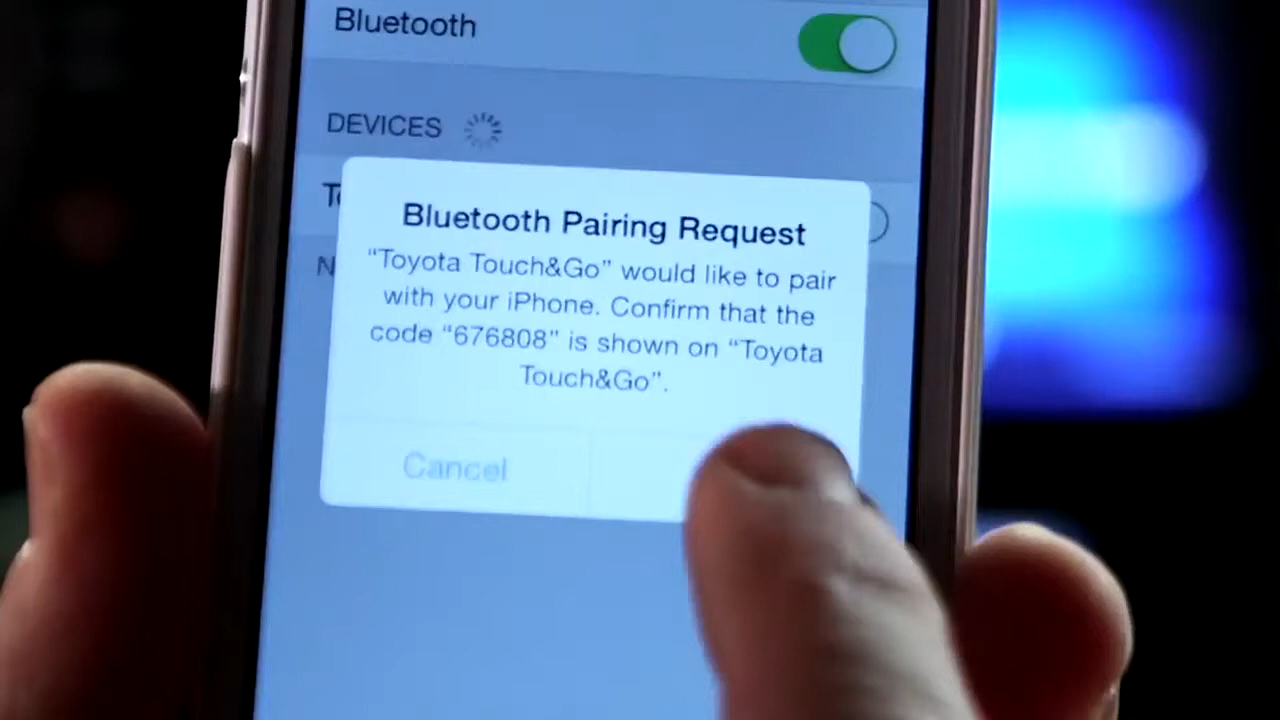 Bluetooth
DEVICES
Bluetooth Pairing Request
“Toyota Touch&Go” would like to pair
with your iPhone. Confirm that the
code “676808” is shown on “Toyota
Touch&Go”.
Cancel